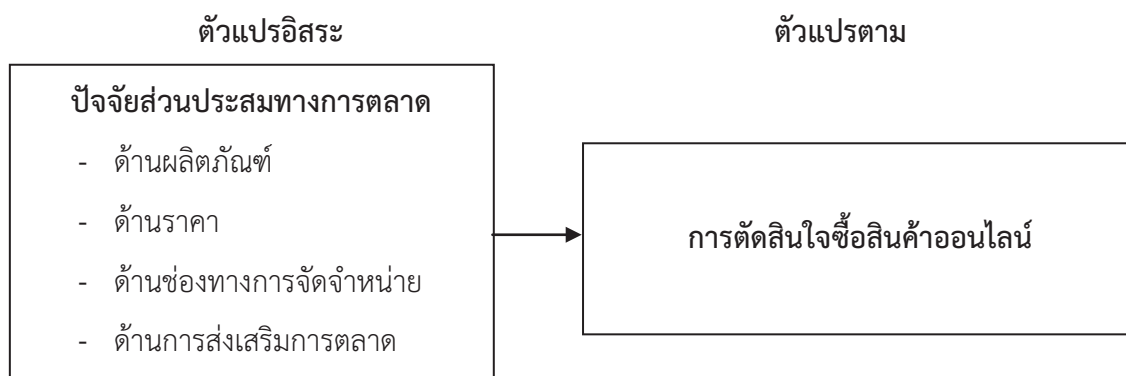 ตัวแปรอิสระ
ตัวแปรตาม
ปัจจัยส่วนประสมทางการตลาด
- ด้านผลิตภัณฑ์
- ด้านราคา
- ด้านช่องทางการจัดจำหน่าย
- ด้านการส่งเสริมการตลาด
การตัดสินใจซื้อสินค้าออนไลน์